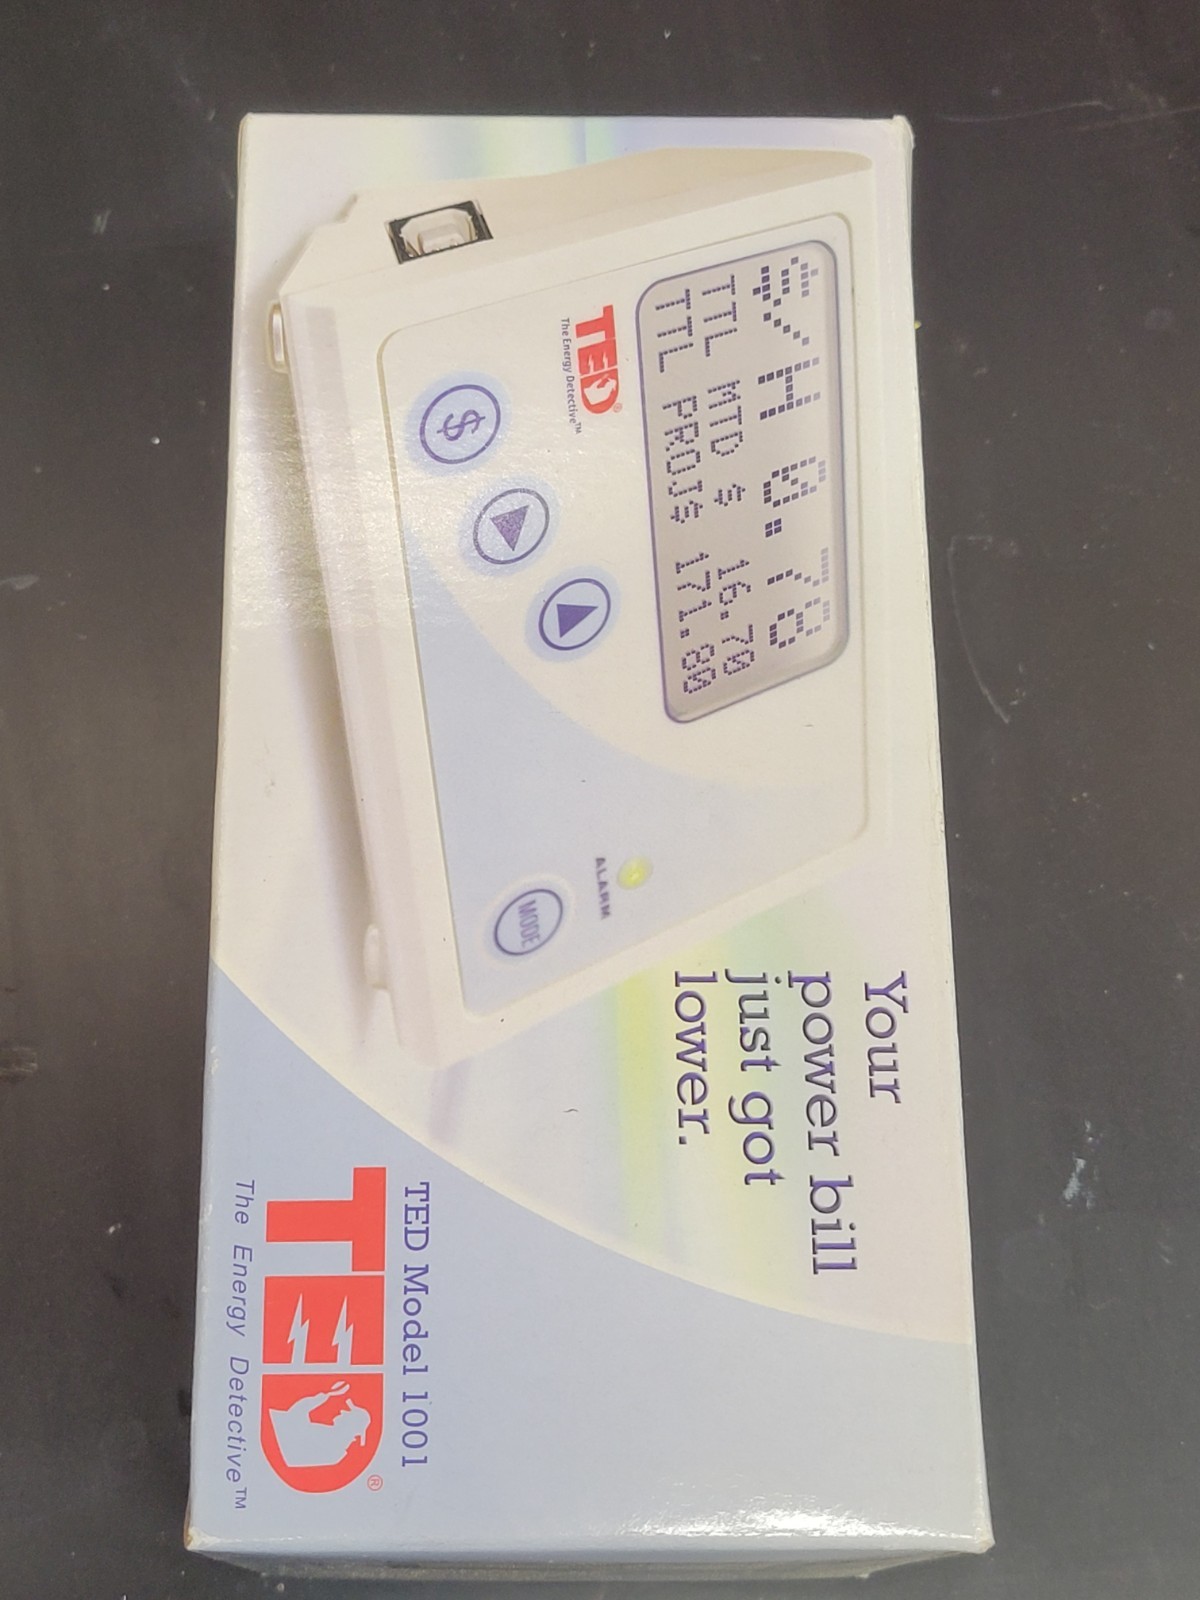 $/H 0.78
TTL MTD $ 16.70
TTL PROJ$ 171.80
TED®
The Energy Detective™
$
ALARM
MODE
Your
power bill
just got
lower.
TED Model 1001
TED®
The Energy Detective™